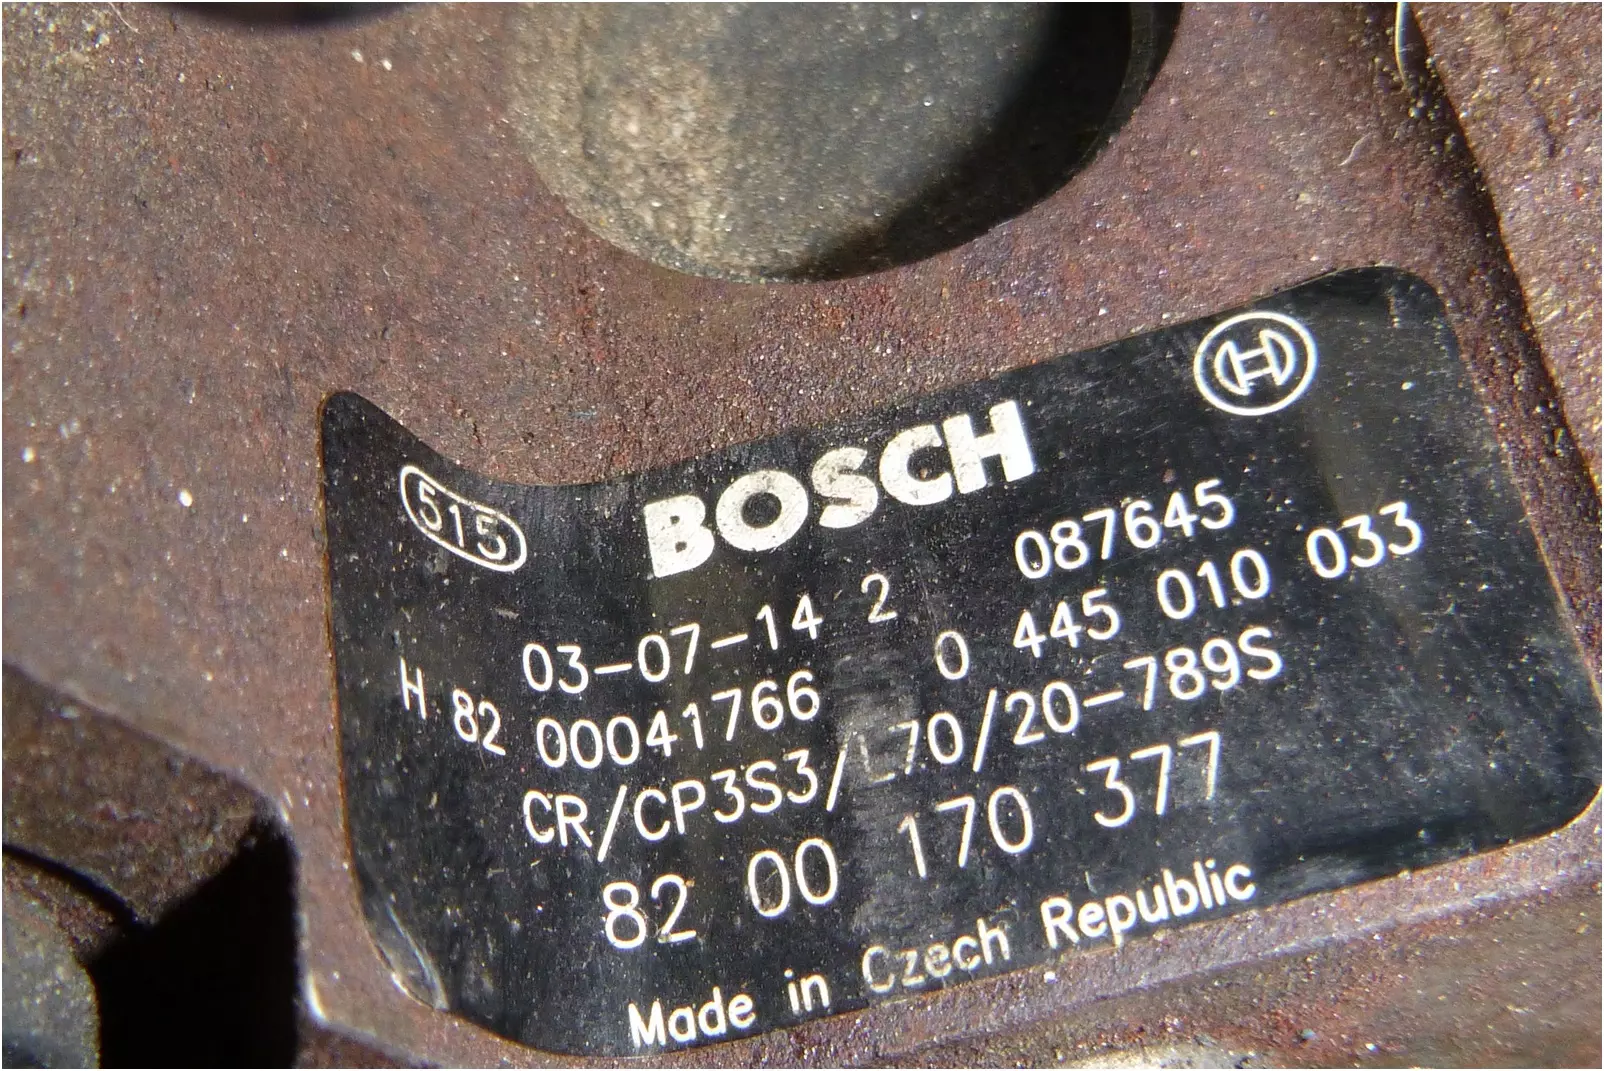 515 BOSCH
03-07-14 2 087645
H 82 00041766 0 445 010 033
CR/CP3S3/L70/20-789S
82 00 170 377
Made in Czech Republic